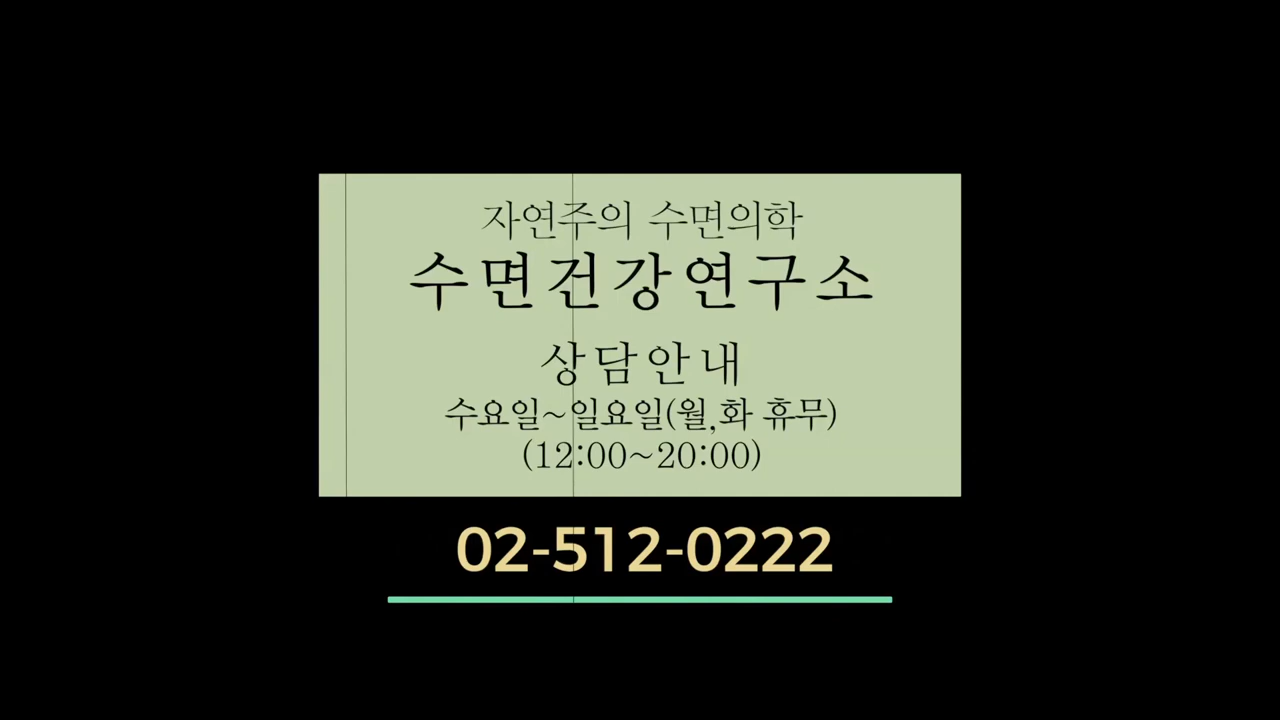 자연주의 수면의학
수면건강연구소
상담안내
수요일~일요일(월,화 휴무)
(12:00~20:00)
02-512-0222